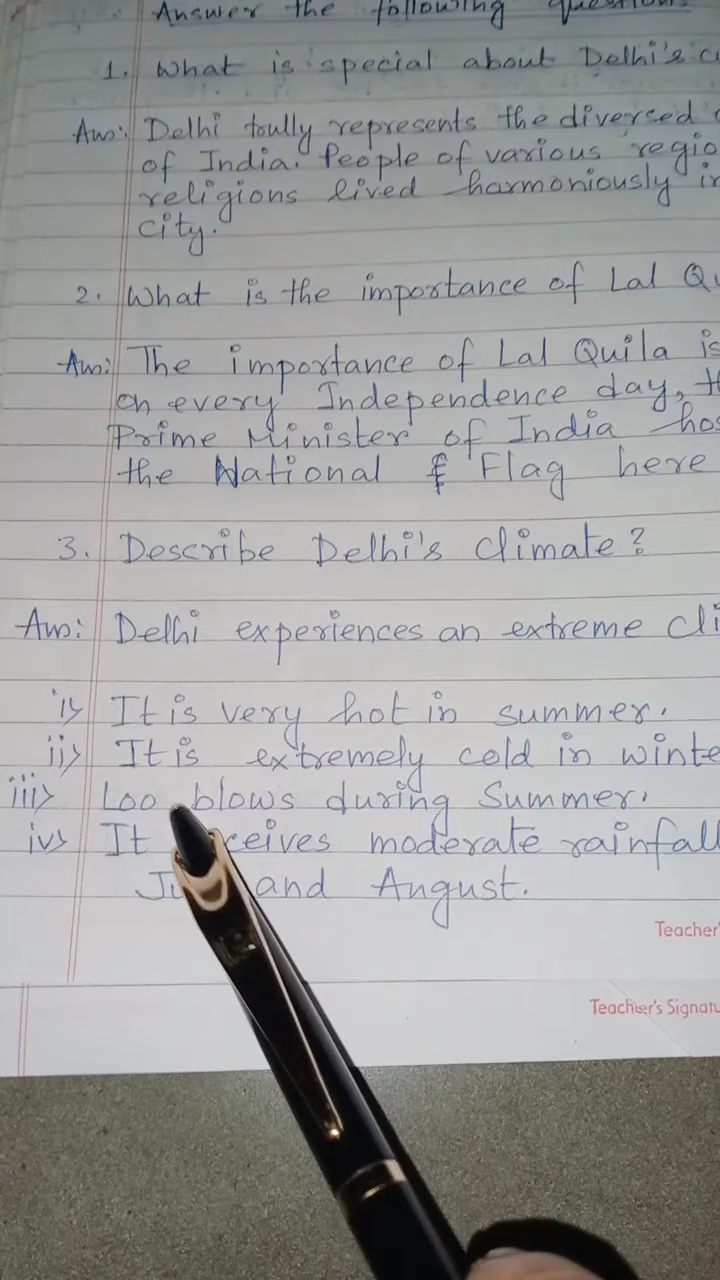 Answer the following questions
1. What is special about Delhi's
Ans: Delhi toully represents the diversed
of India. People of various regio
religions lived harmoniously in
city.
2. What is the importance of Lal Qu
Ans: The importance of Lal Quila is
on every Independence day, th
Prime Minister of India hos
the National Flag here
3. Describe Delhi's climate?
Ans: Delhi experiences an extreme cli
i> It is very hot in summer.
ii> It is extremely cold in winte
iii> Loo blows during Summer.
iv> It ceives moderate rainfall
and August.
Teacher'
Teacher's Signatu